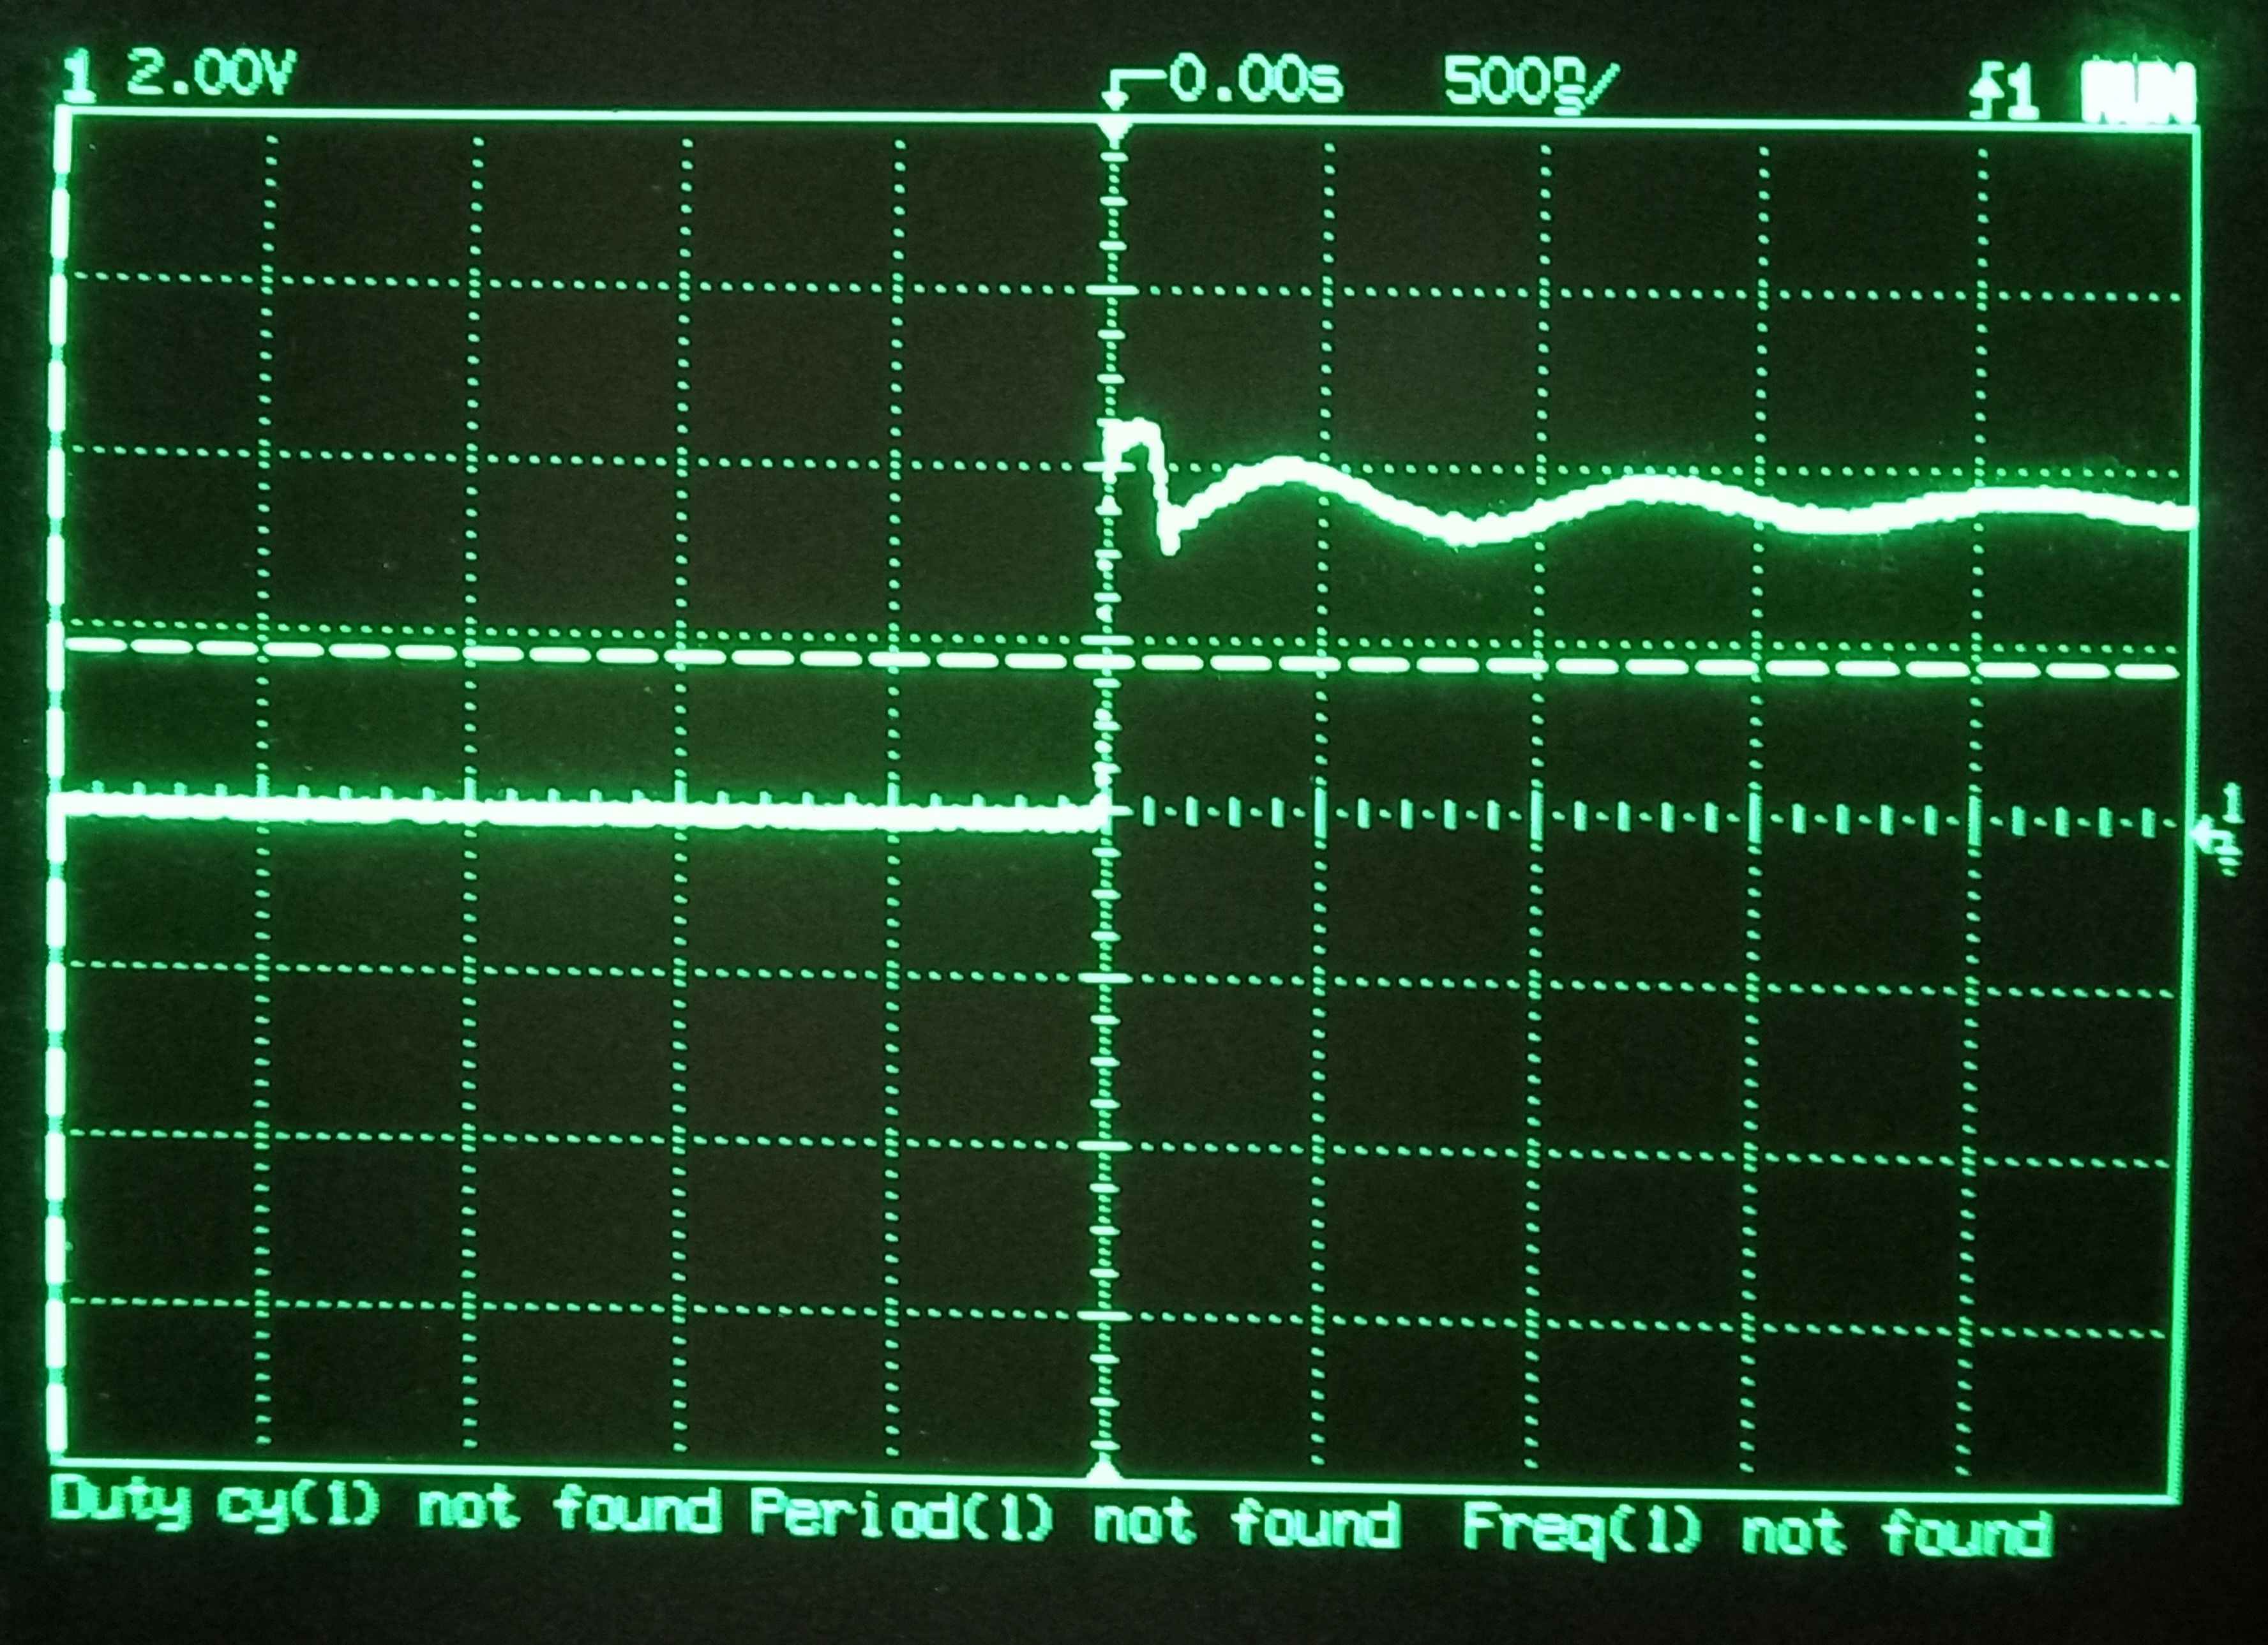 1 2.00V 0.00s 500ns/ 1 RUN
1
Duty cy(1) not found Period(1) not found Freq(1) not found